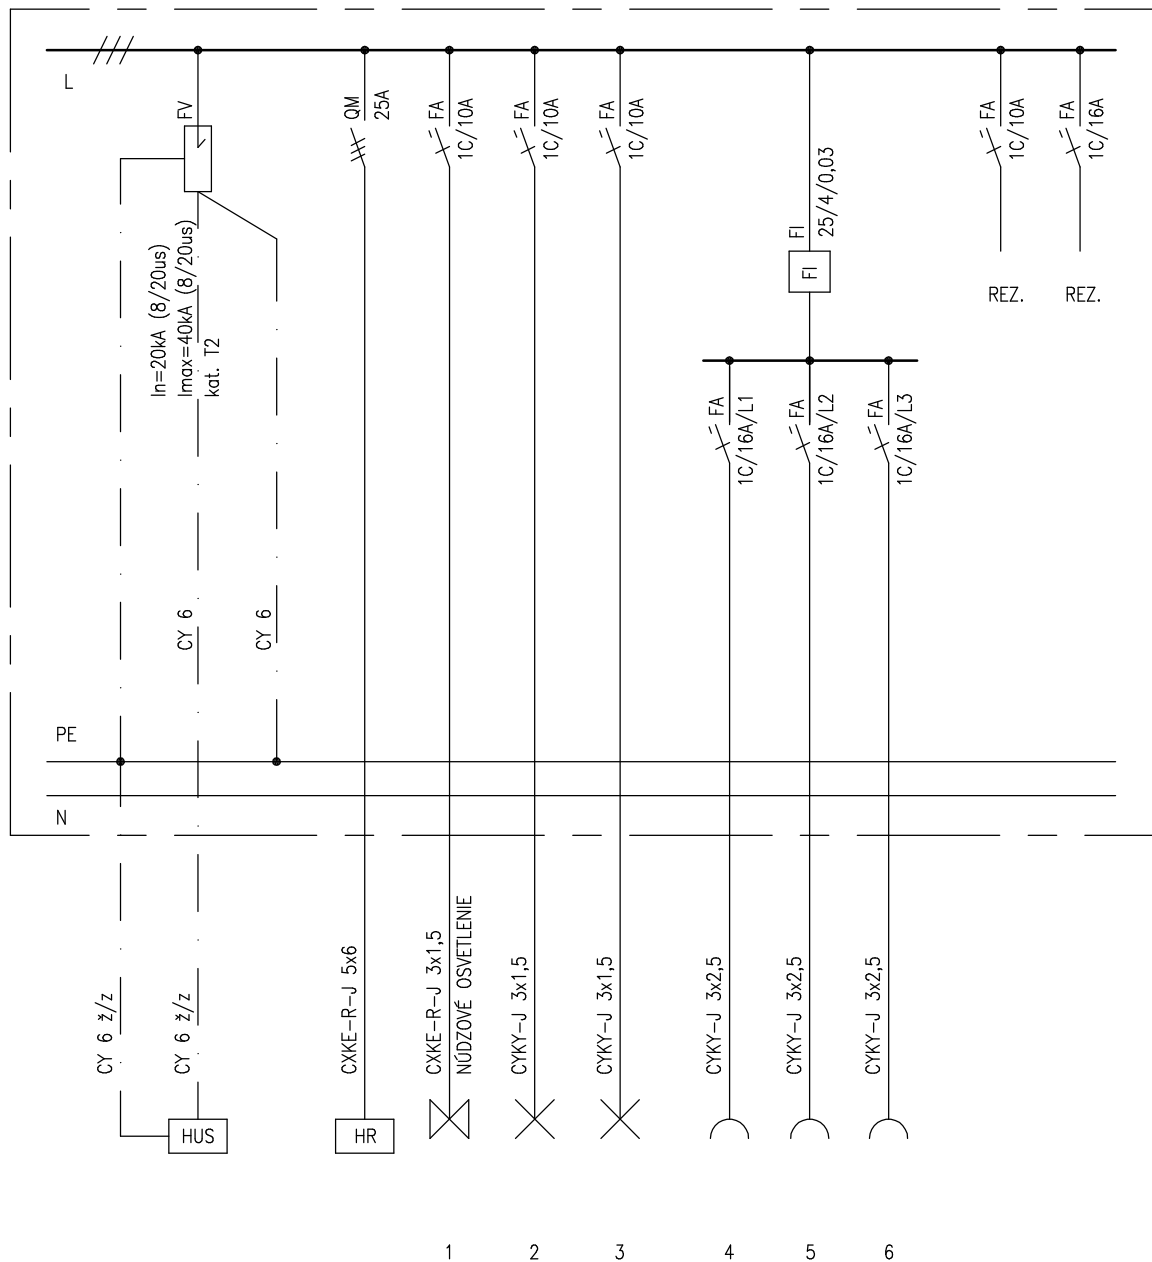 L
FV
In=20kA (8/20us)
Imax=40kA (8/20us)
kat. T2
QM
25A
FA
1C/10A
FA
1C/10A
FA
1C/10A
FI
25/4/0,03
FI
FA
1C/10A
REZ.
FA
1C/16A
REZ.
FA
1C/16A/L1
FA
1C/16A/L2
FA
1C/16A/L3
CY 6
CY 6
PE
N
CY 6 ž/z
CY 6 ž/z
CXKE-R-J 5x6
CXKE-R-J 3x1,5
NÚDZOVÉ OSVETLENIE
CYKY-J 3x1,5
CYKY-J 3x1,5
CYKY-J 3x2,5
CYKY-J 3x2,5
CYKY-J 3x2,5
HUS
HR
1
2
3
4
5
6